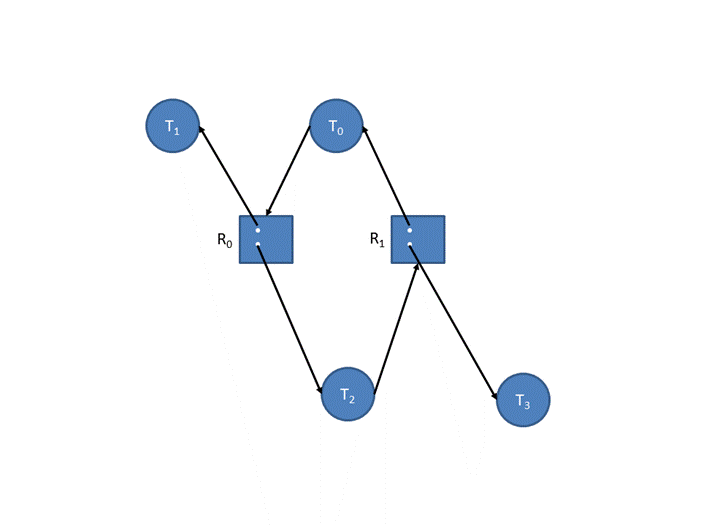 T₁
T₀
R₀
R₁
T₂
T₃